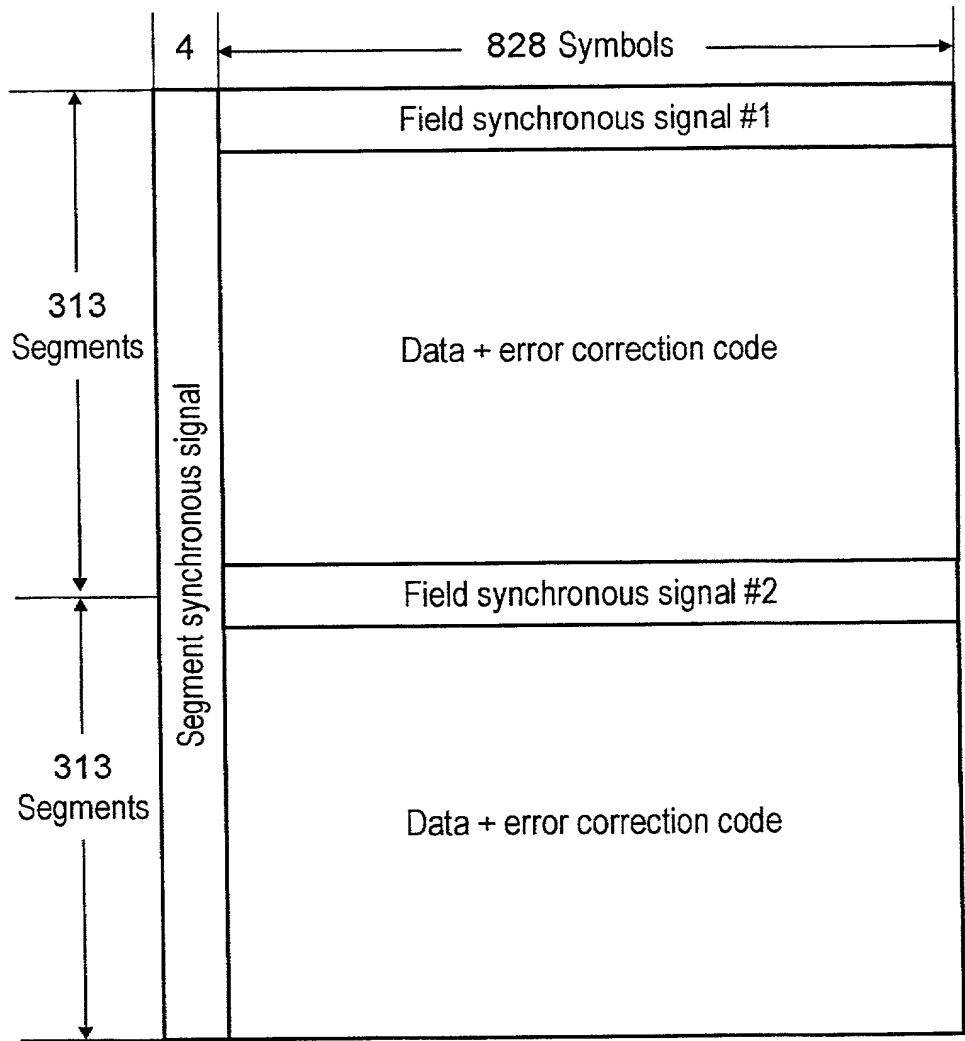 4
828 Symbols
Field synchronous signal #1
313
Segments
Data + error correction code
Segment synchronous signal
Field synchronous signal #2
313
Segments
Data + error correction code